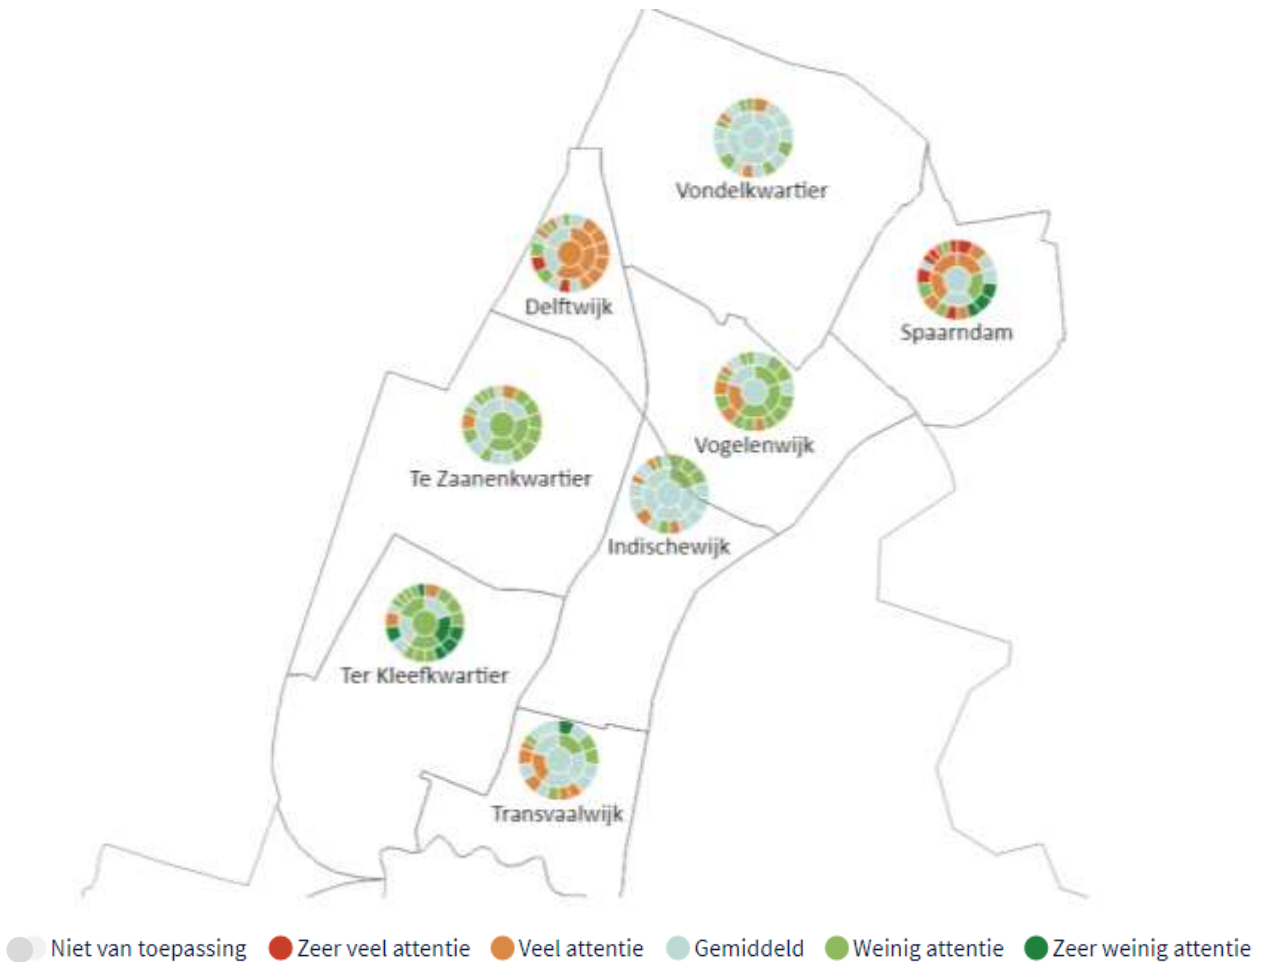 Vondelkwartier
Delftwijk
Spaarndam
Vogelenwijk
Te Zaanenkwartier
Indischewijk
Ter Kleefkwartier
Transvaalwijk
Niet van toepassing Zeer veel attentie Veel attentie Gemiddeld Weinig attentie Zeer weinig attentie